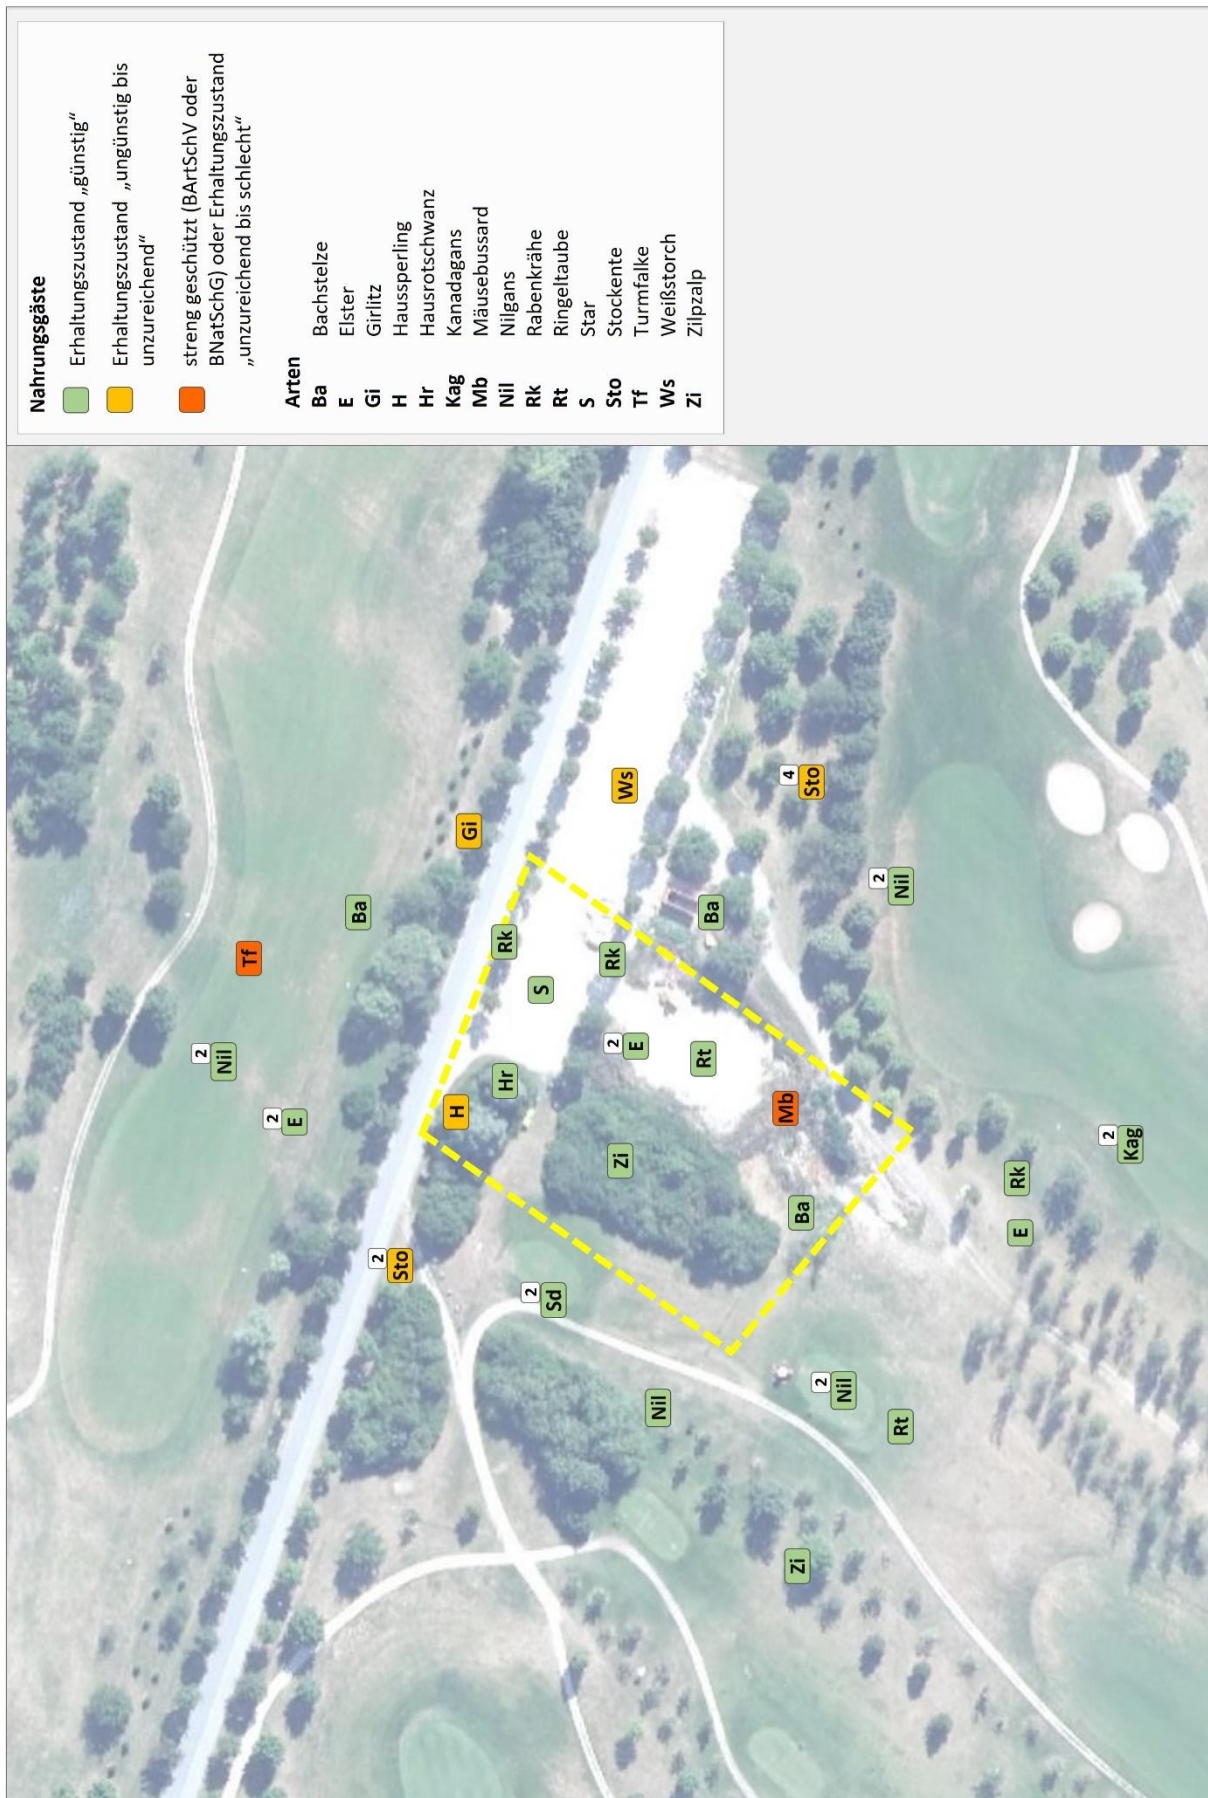 Nahrungsgäste
Erhaltungszustand „günstig“
Erhaltungszustand „ungünstig bis
unzureichend“
streng geschützt (BArtSchV oder
BNatSchG) oder Erhaltungszustand
„unzureichend bis schlecht“
Arten
Ba Bachstelze
E Elster
Gi Girlitz
H Haussperling
Hr Hausrotschwanz
Kag Kanadagans
Mb Mäusebussard
Nil Nilgans
Rk Rabenkrähe
Rt Ringeltaube
S Star
Sto Stockente
Tf Turmfalke
Ws Weißstorch
Zi Zilpzalp
2
Nil
Tf
2
E
Ba
2
Sto
H
Gi
Hr
Rk
S
2
Sd
Rk
2
E
Zi
Ws
Nil
Rt
Ba
Mb
4
Sto
Ba
Zi
2
Nil
2
Nil
Rt
E
Rk
2
Kag